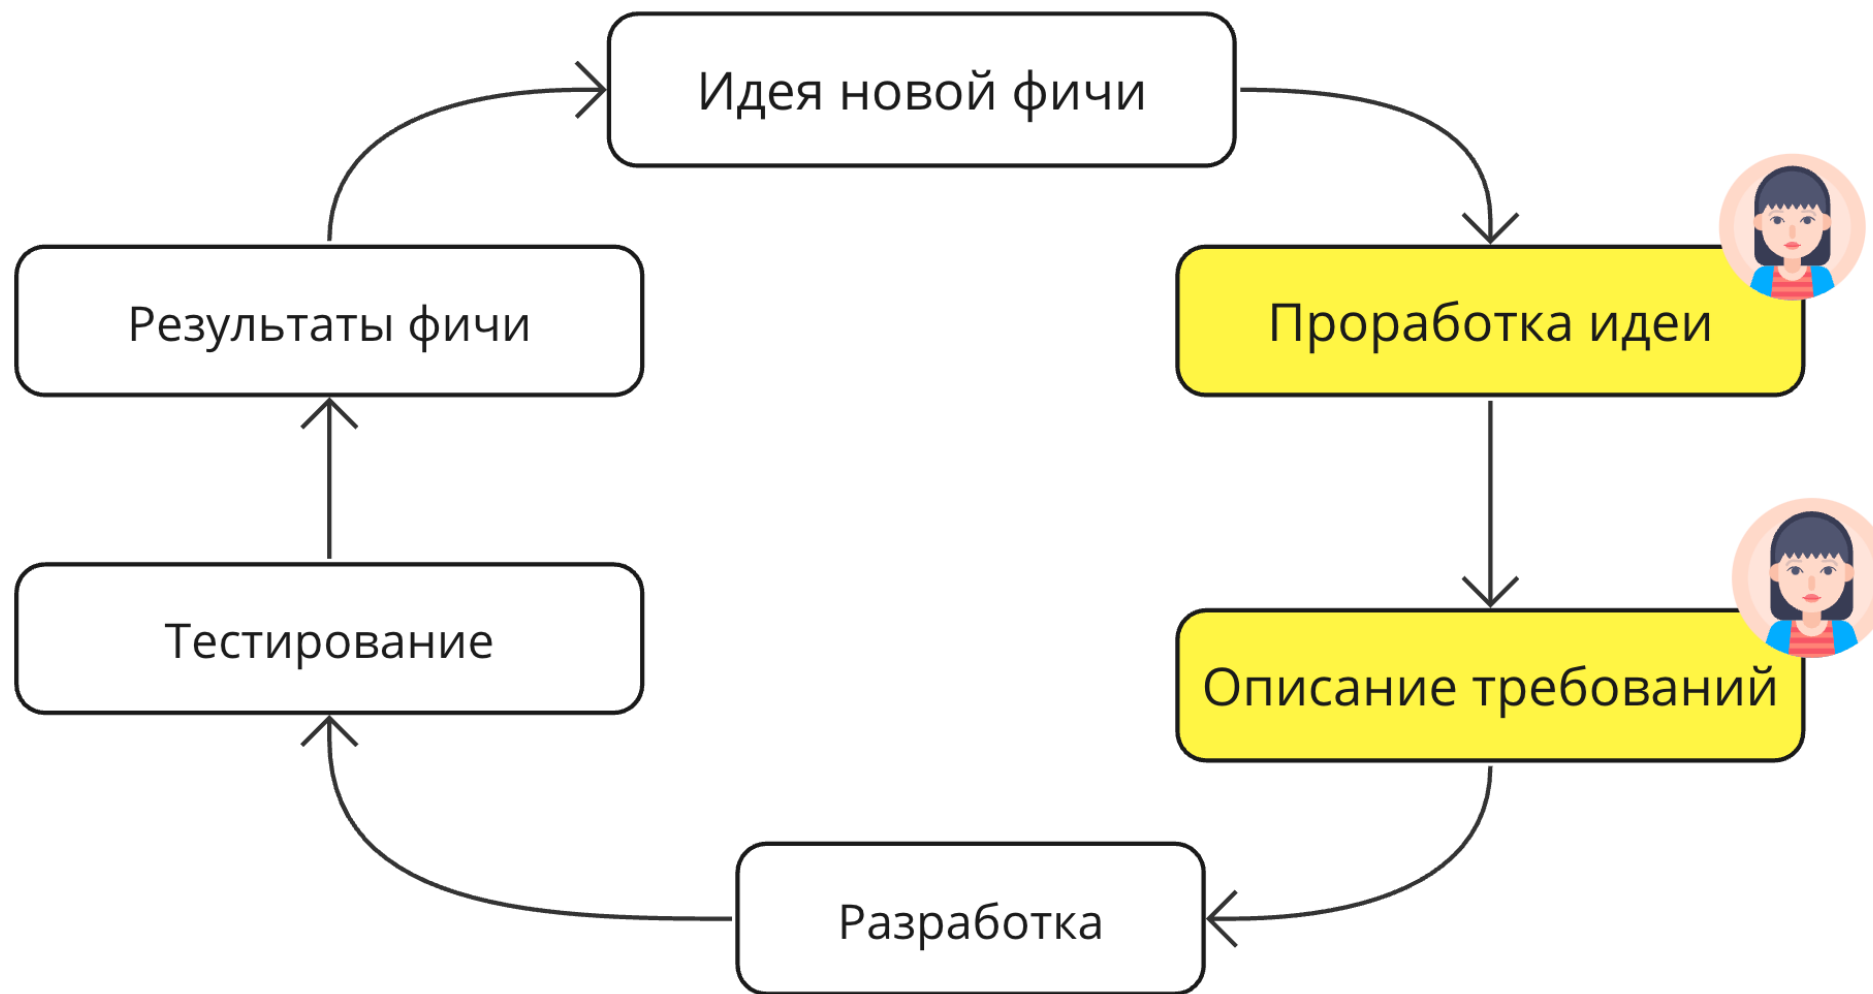 Идея новой фичи
Проработка идеи
Описание требований
Разработка
Тестирование
Результаты фичи